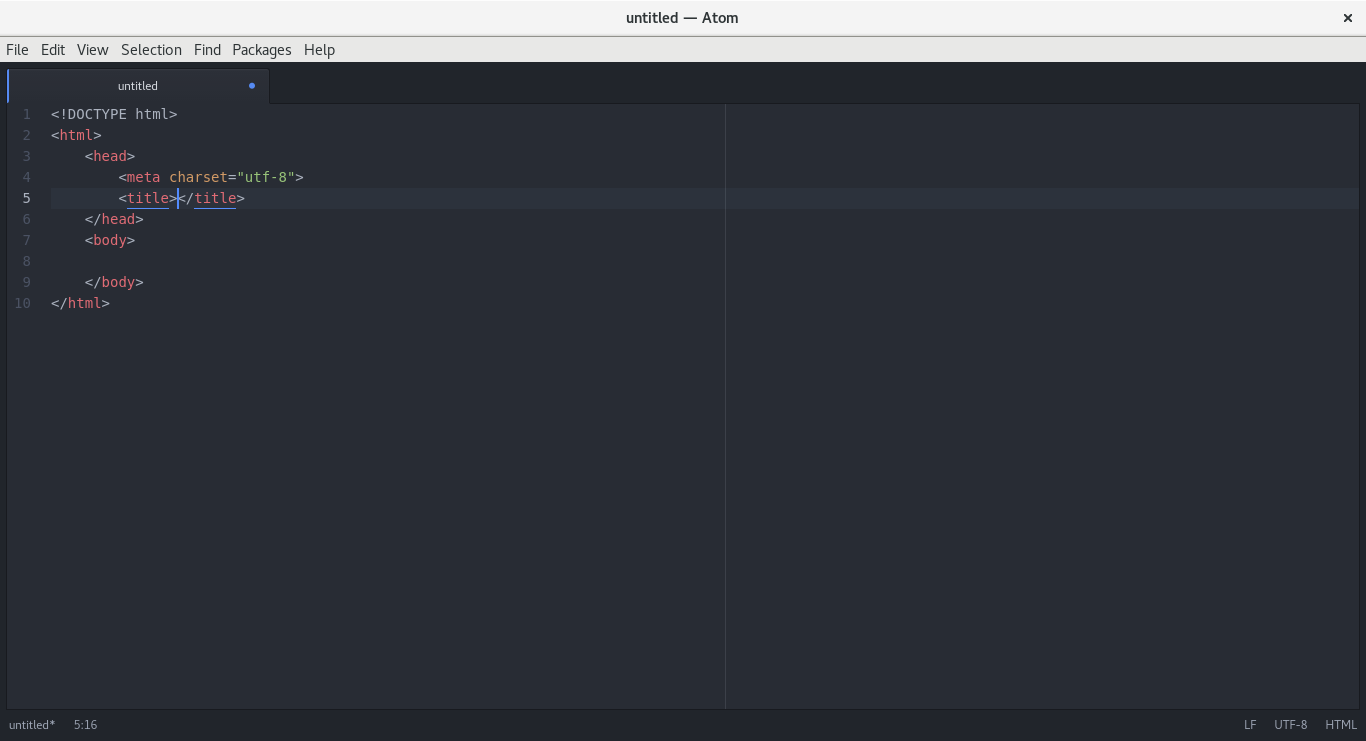 untitled — Atom
File Edit View Selection Find Packages Help
untitled
1 <!DOCTYPE html>
2 <html>
3     <head>
4         <meta charset="utf-8">
5         <title></title>
6     </head>
7     <body>
8
9     </body>
10 </html>
untitled* 5:16 LF UTF-8 HTML